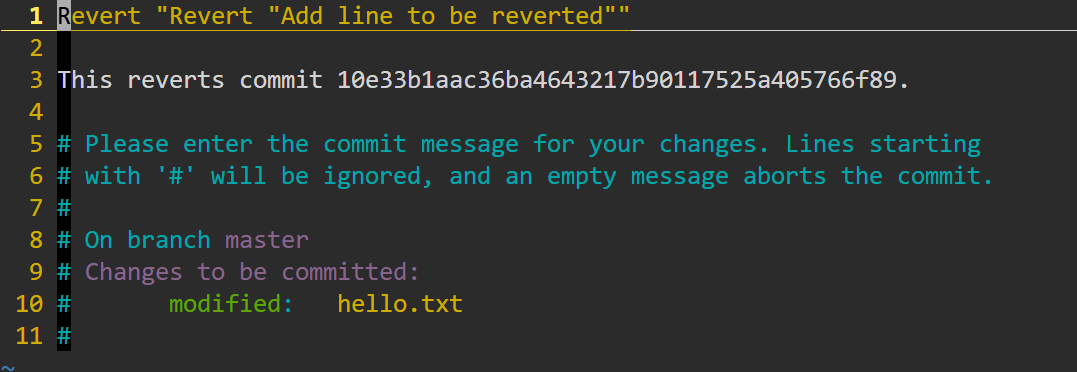 1 Revert "Revert "Add line to be reverted""
2
3 This reverts commit 10e33b1aac36ba4643217b90117525a405766f89.
4
5 # Please enter the commit message for your changes. Lines starting
6 # with '#' will be ignored, and an empty message aborts the commit.
7 #
8 # On branch master
9 # Changes to be committed:
10 #       modified:   hello.txt
11 #
~